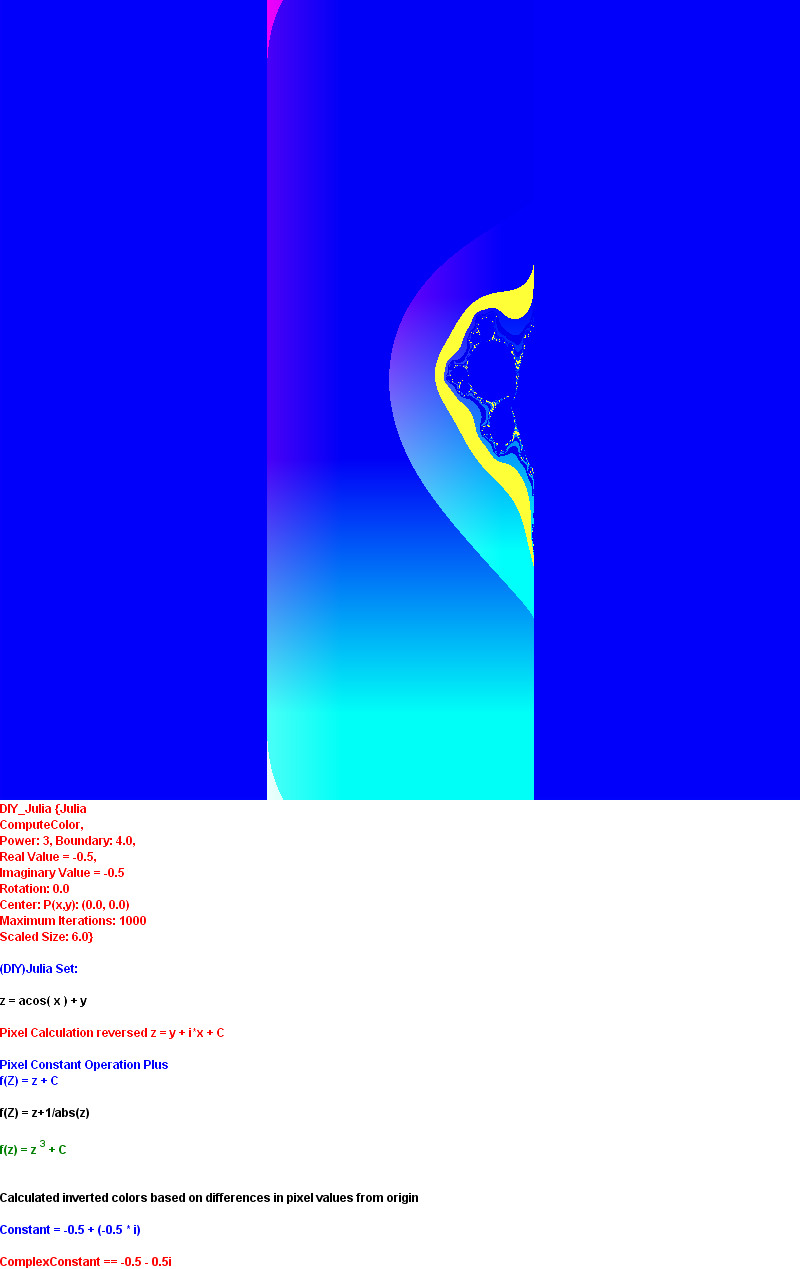 DIY_Julia {Julia
ComputeColor,
Power: 3, Boundary: 4.0,
Real Value = -0.5,
Imaginary Value = -0.5
Rotation: 0.0
Center: P(x,y): (0.0, 0.0)
Maximum Iterations: 1000
Scaled Size: 6.0}
(DIY)Julia Set:
z = acos( x ) + y
Pixel Calculation reversed z = y + i*x + C
Pixel Constant Operation Plus
f(Z) = z + C
f(Z) = z+1/abs(z)
f(z) = z 3 + C
Calculated inverted colors based on differences in pixel values from origin
Constant = -0.5 + (-0.5 * i)
ComplexConstant == -0.5 - 0.5i